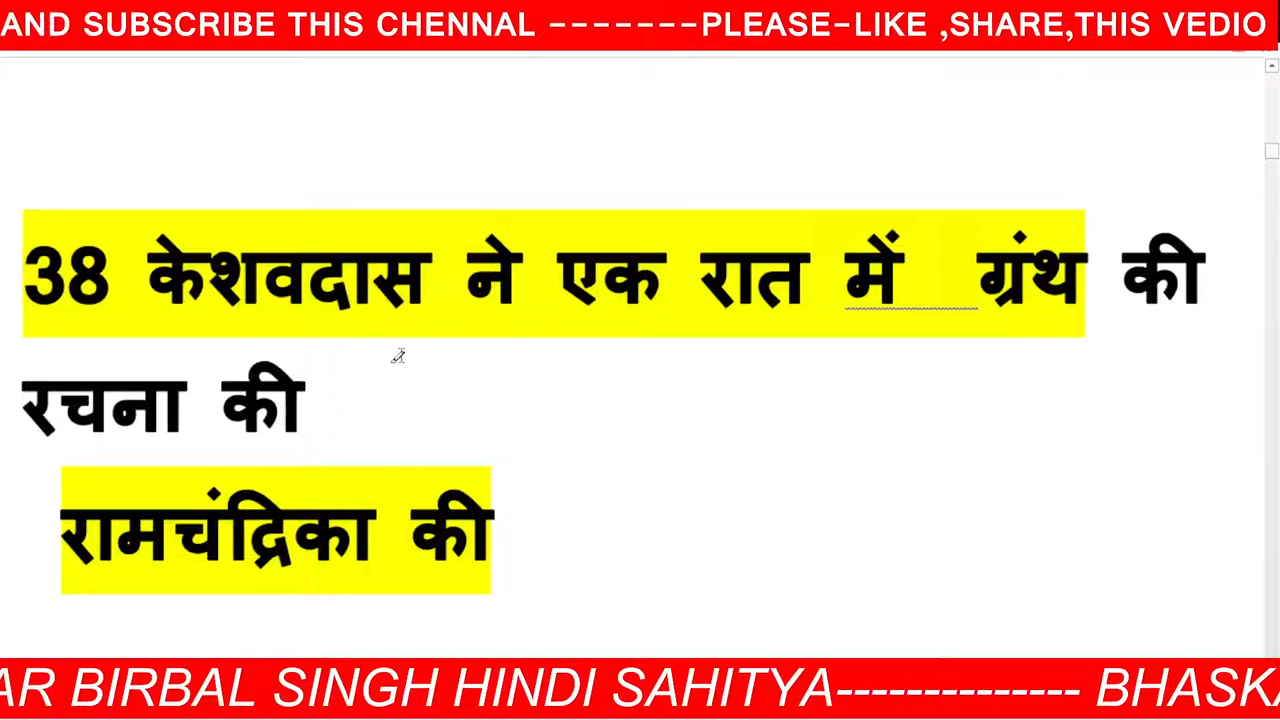 AND SUBSCRIBE THIS CHENNAL -------PLEASE-LIKE ,SHARE,THIS VEDIO
38 केशवदास ने एक रात में ग्रंथ की
रचना की
रामचंद्रिका की
AR BIRBAL SINGH HINDI SAHITYA-------------- BHASKA